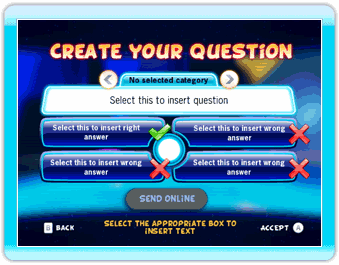 CREATE YOUR QUESTION
No selected category
Select this to insert question
Select this to insert right
answer
Select this to insert wrong
answer
Select this to insert wrong
answer
Select this to insert wrong
answer
SEND ONLINE
B BACK
SELECT THE APPROPRIATE BOX TO
INSERT TEXT
ACCEPT A